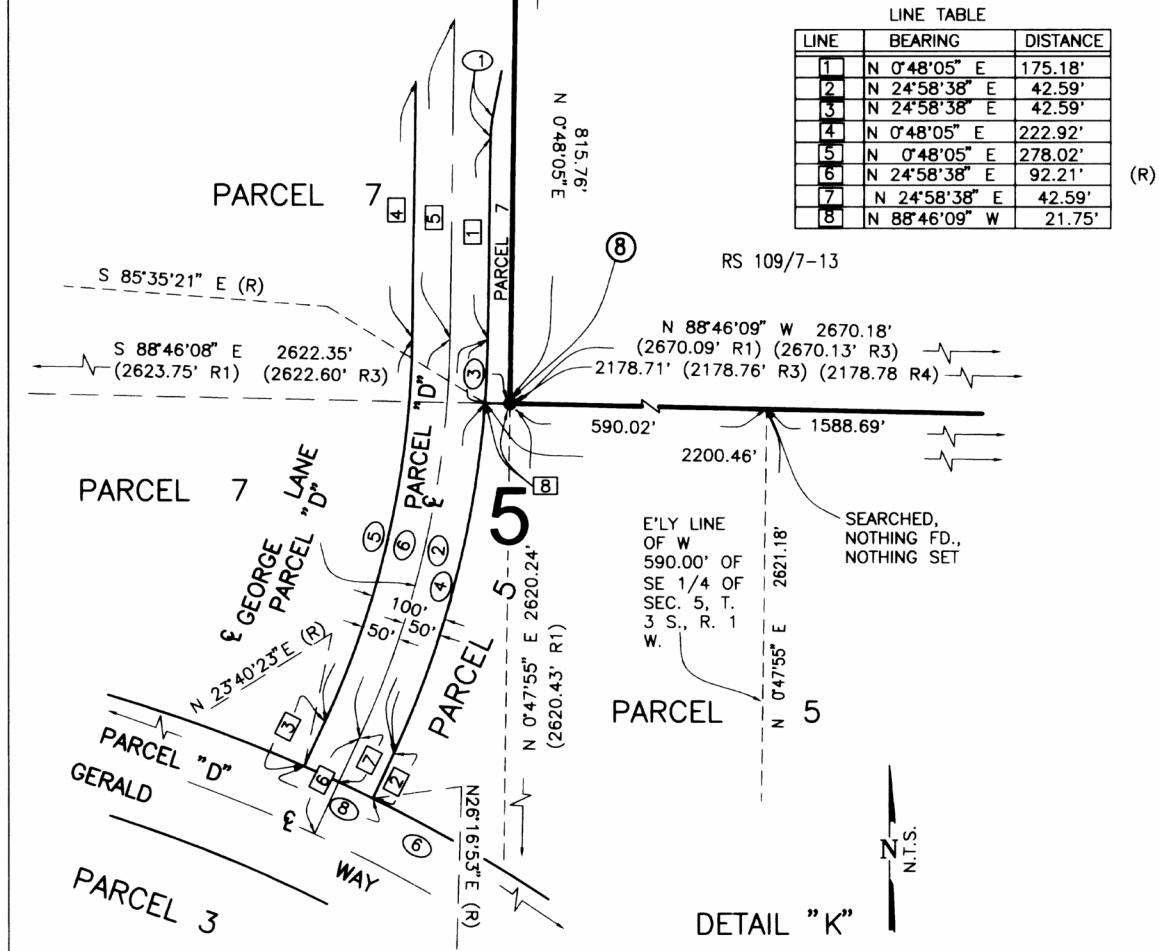 LINE TABLE
LINE BEARING DISTANCE
1 N 0°48'05" E 175.18'
2 N 24°58'38" E 42.59'
3 N 24°58'38" E 42.59'
4 N 0°48'05" E 222.92'
5 N 0°48'05" E 278.02'
6 N 24°58'38" E 92.21' (R)
7 N 24°58'38" E 42.59'
8 N 88°46'09" W 21.75'
1
815.76'
N 0°48'05" E
PARCEL 7
4
5
1
PARCEL 7
8
RS 109/7-13
S 85°35'21" E (R)
N 88°46'09" W 2670.18'
(2670.09' R1) (2670.13' R3)
2178.71' (2178.76' R3) (2178.78 R4)
S 88°46'08" E 2622.35'
(2623.75' R1) (2622.60' R3)
3
PARCEL "D"
℄
590.02'
1588.69'
2200.46'
8
5
PARCEL 7
℄ GEORGE LANE
PARCEL "D"
5
6
2
4
100'
50'
50'
E'LY LINE
OF W
590.00' OF
SE 1/4 OF
SEC. 5, T.
3 S., R. 1
W.
SEARCHED,
NOTHING FD.,
NOTHING SET
N 0°47'55" E 2621.18'
N 0°47'55" E 2620.24'
(2620.43' R1)
PARCEL 5
PARCEL 5
N 23°40'23"E (R)
3
6
7
2
8
6
PARCEL "D"
GERALD
℄
WAY
N26°16'53"E (R)
PARCEL 3
N
N.T.S.
DETAIL "K"